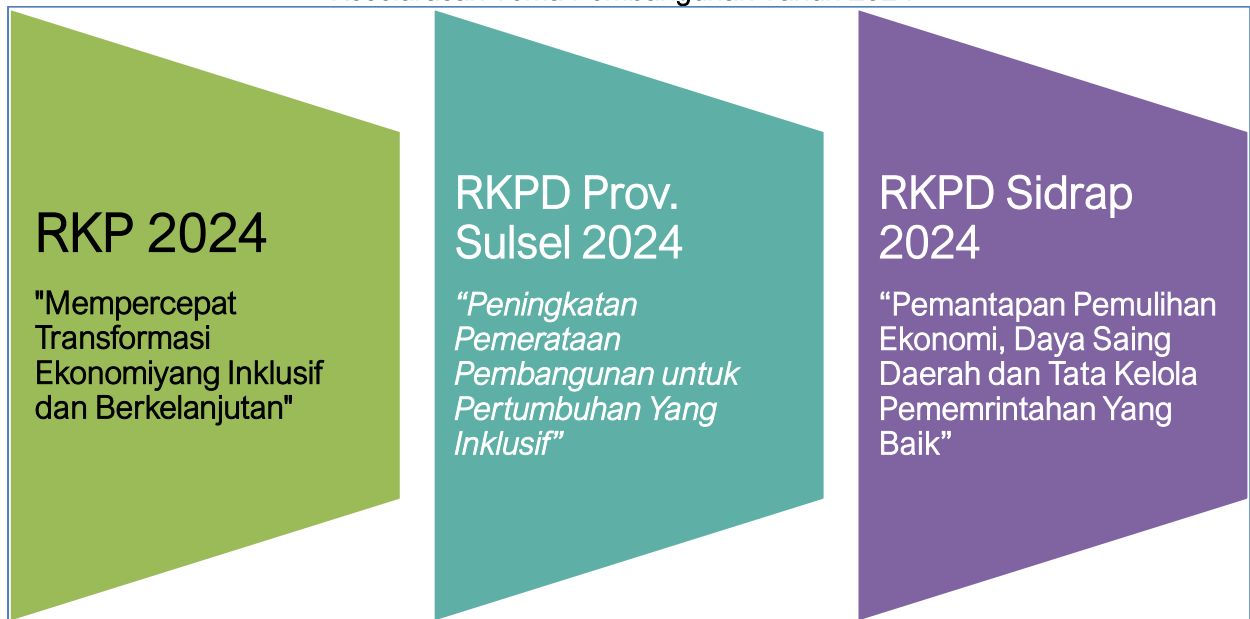 RKP 2024
"Mempercepat
Transformasi
Ekonomiyang Inklusif
dan Berkelanjutan"
RKPD Prov.
Sulsel 2024
“Peningkatan
Pemerataan
Pembangunan untuk
Pertumbuhan Yang
Inklusif”
RKPD Sidrap
2024
“Pemantapan Pemulihan
Ekonomi, Daya Saing
Daerah dan Tata Kelola
Pememrintahan Yang
Baik”